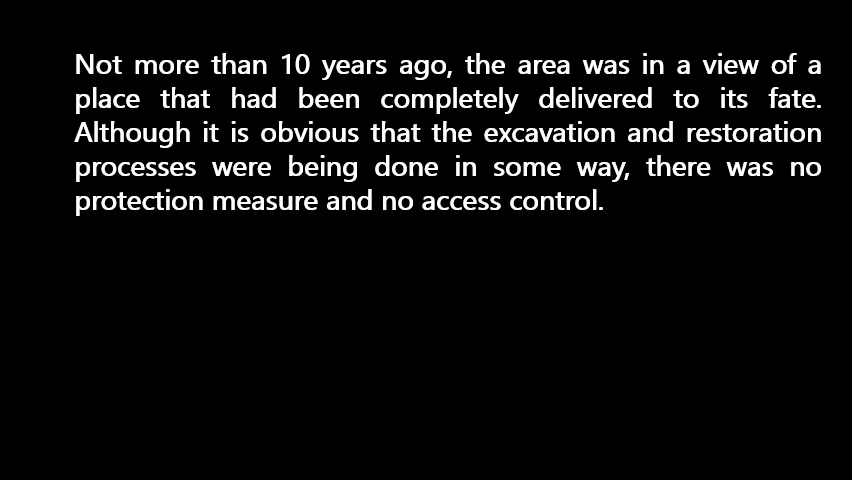 Not more than 10 years ago, the area was in a view of a
place that had been completely delivered to its fate.
Although it is obvious that the excavation and restoration
processes were being done in some way, there was no
protection measure and no access control.